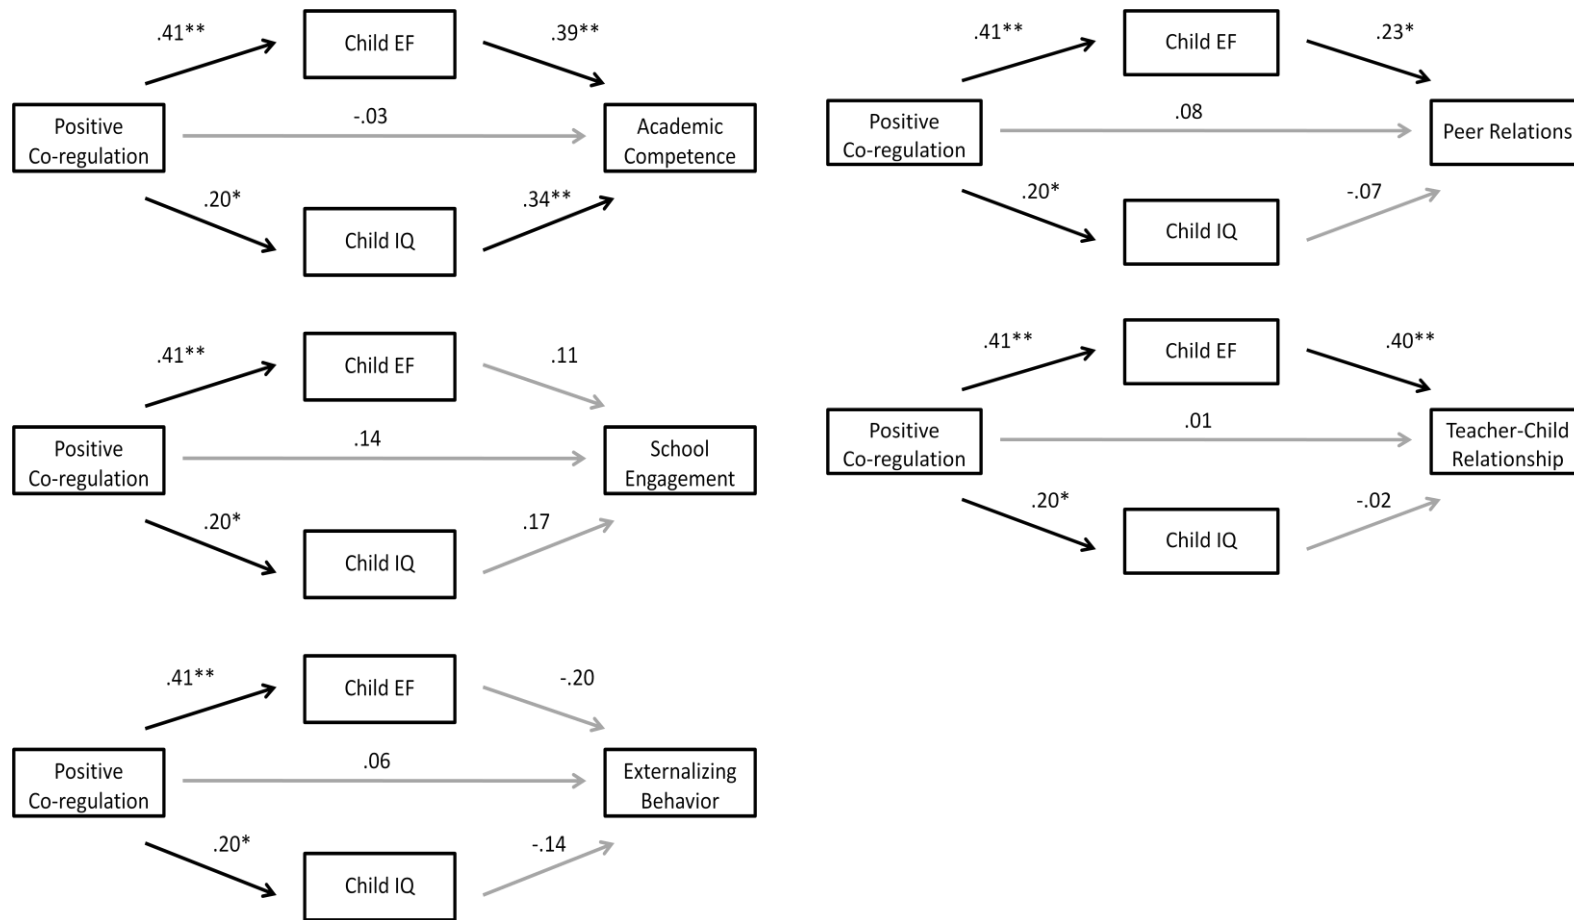 .41**
Child EF
.39**
Positive
Co-regulation
-.03
Academic
Competence
.20*
Child IQ
.34**
.41**
Child EF
.11
Positive
Co-regulation
.14
School
Engagement
.20*
Child IQ
.17
.41**
Child EF
-.20
Positive
Co-regulation
.06
Externalizing
Behavior
.20*
Child IQ
-.14
.41**
Child EF
.23*
Positive
Co-regulation
.08
Peer Relations
.20*
Child IQ
-.07
.41**
Child EF
.40**
Positive
Co-regulation
.01
Teacher-Child
Relationship
.20*
Child IQ
-.02